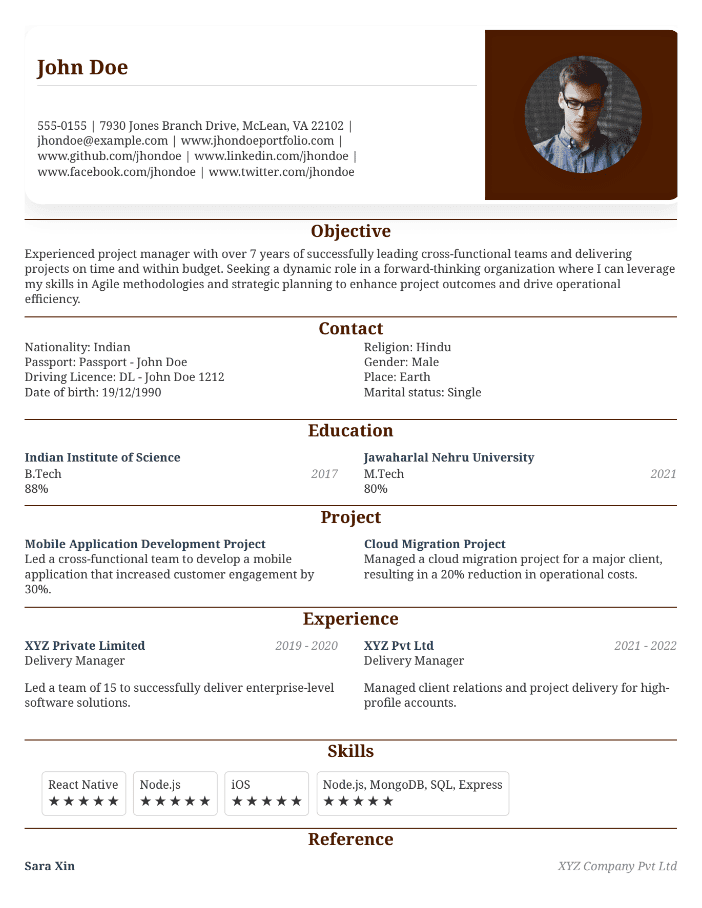 John Doe
555-0155 | 7930 Jones Branch Drive, McLean, VA 22102 |
jhondoe@example.com | www.jhondoeportfolio.com |
www.github.com/jhondoe | www.linkedin.com/jhondoe |
www.facebook.com/jhondoe | www.twitter.com/jhondoe
Objective
Experienced project manager with over 7 years of successfully leading cross-functional teams and delivering
projects on time and within budget. Seeking a dynamic role in a forward-thinking organization where I can leverage
my skills in Agile methodologies and strategic planning to enhance project outcomes and drive operational
efficiency.
Contact
Nationality: Indian
Passport: Passport - John Doe
Driving Licence: DL - John Doe 1212
Date of birth: 19/12/1990
Religion: Hindu
Gender: Male
Place: Earth
Marital status: Single
Education
Indian Institute of Science
B.Tech 2017
88%
Jawaharlal Nehru University
M.Tech 2021
80%
Project
Mobile Application Development Project
Led a cross-functional team to develop a mobile
application that increased customer engagement by
30%.
Cloud Migration Project
Managed a cloud migration project for a major client,
resulting in a 20% reduction in operational costs.
Experience
XYZ Private Limited 2019 - 2020
Delivery Manager
Led a team of 15 to successfully deliver enterprise-level
software solutions.
XYZ Pvt Ltd 2021 - 2022
Delivery Manager
Managed client relations and project delivery for high-
profile accounts.
Skills
React Native
★★★★★
Node.js
★★★★★
iOS
★★★★★
Node.js, MongoDB, SQL, Express
★★★★★
Reference
Sara Xin XYZ Company Pvt Ltd